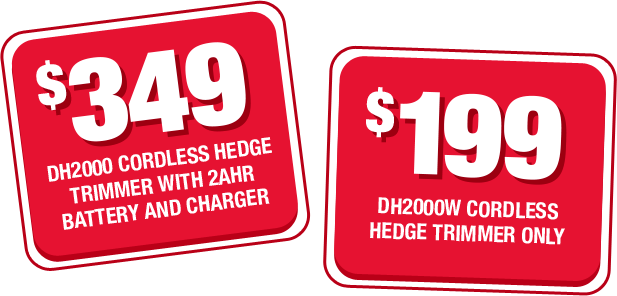 $349
DH2000 CORDLESS HEDGE
TRIMMER WITH 2AHR
BATTERY AND CHARGER
$199
DH2000W CORDLESS
HEDGE TRIMMER ONLY